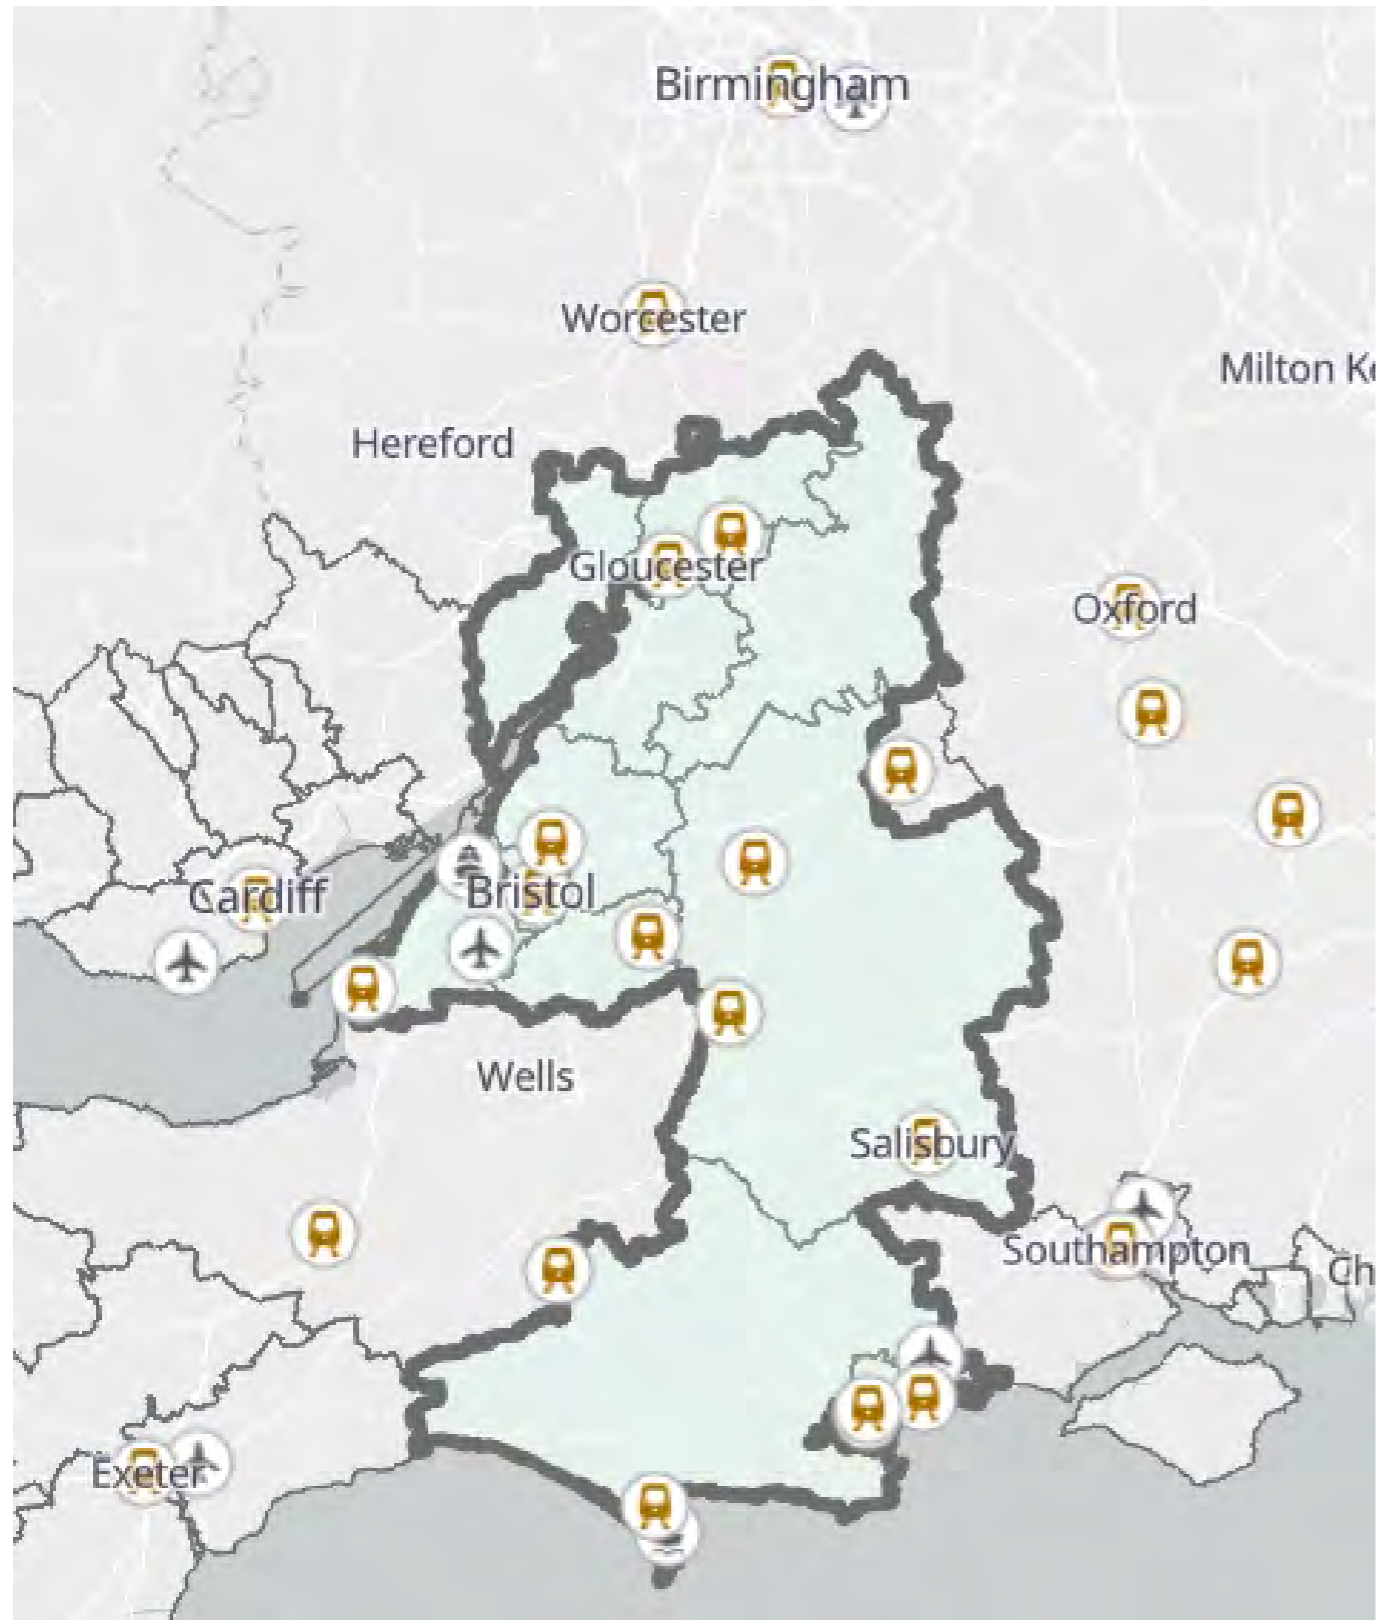 Birmingham
Worcester
Milton Ke
Hereford
Gloucester
Oxford
Cardiff
Bristol
Wells
Salisbury
Southampton
Ch
Exeter